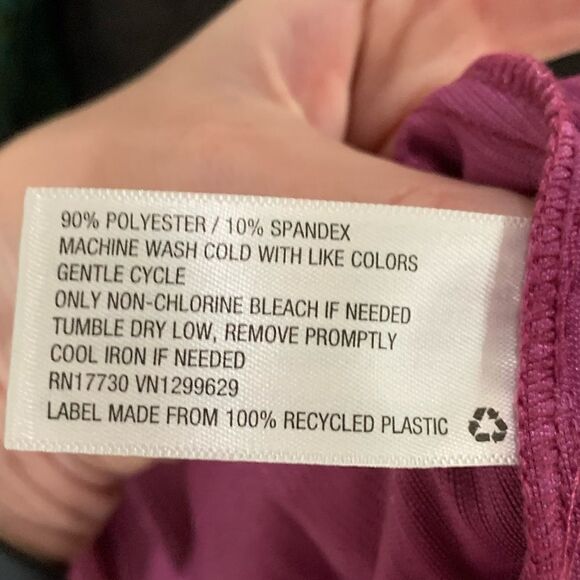 90% POLYESTER / 10% SPANDEX
MACHINE WASH COLD WITH LIKE COLORS
GENTLE CYCLE
ONLY NON-CHLORINE BLEACH IF NEEDED
TUMBLE DRY LOW, REMOVE PROMPTLY
COOL IRON IF NEEDED
RN17730 VN1299629
LABEL MADE FROM 100% RECYCLED PLASTIC